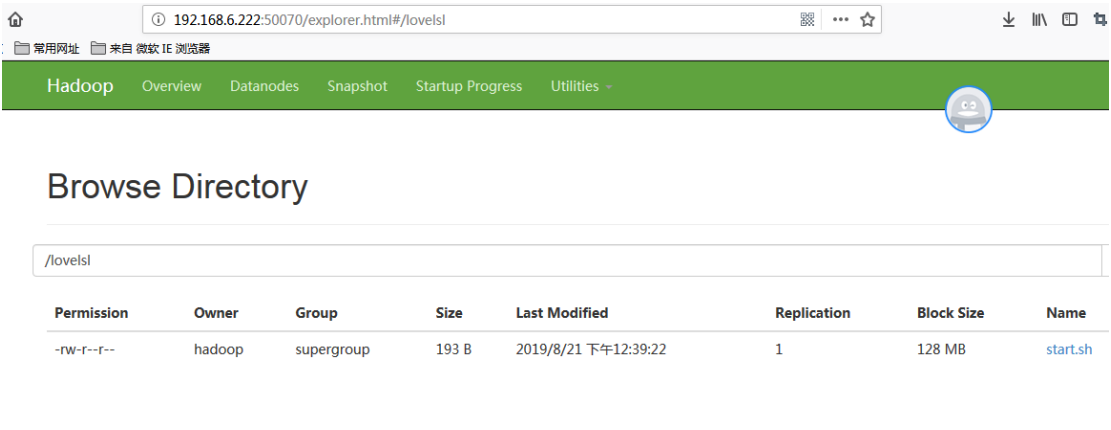 192.168.6.222:50070/explorer.html#/lovelsl
常用网址 来自 微软 IE 浏览器
Hadoop Overview Datanodes Snapshot Startup Progress Utilities
Browse Directory
/lovelsl
Permission Owner Group Size Last Modified Replication Block Size Name
-rw-r--r-- hadoop supergroup 193 B 2019/8/21 下午12:39:22 1 128 MB start.sh